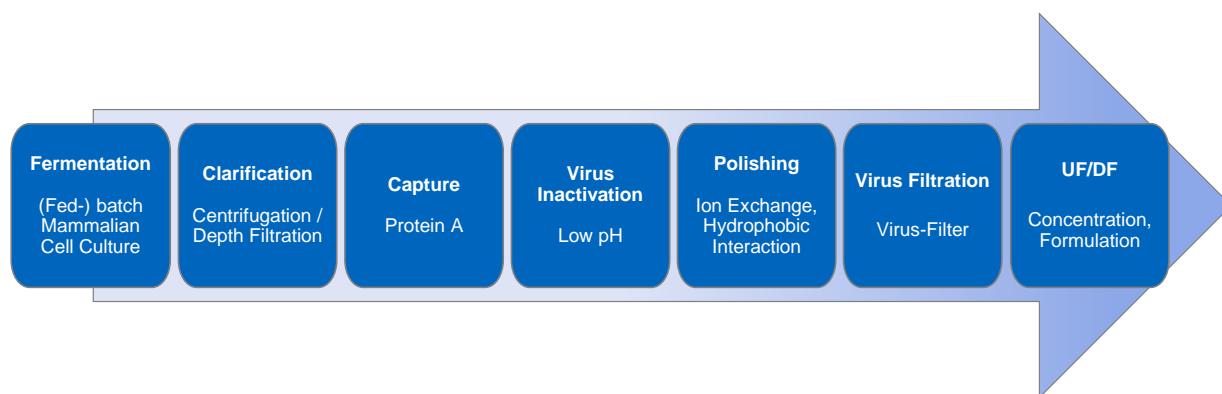 Fermentation
(Fed-) batch
Mammalian
Cell Culture
Clarification
Centrifugation /
Depth Filtration
Capture
Protein A
Virus
Inactivation
Low pH
Polishing
Ion Exchange,
Hydrophobic
Interaction
Virus Filtration
Virus-Filter
UF/DF
Concentration,
Formulation